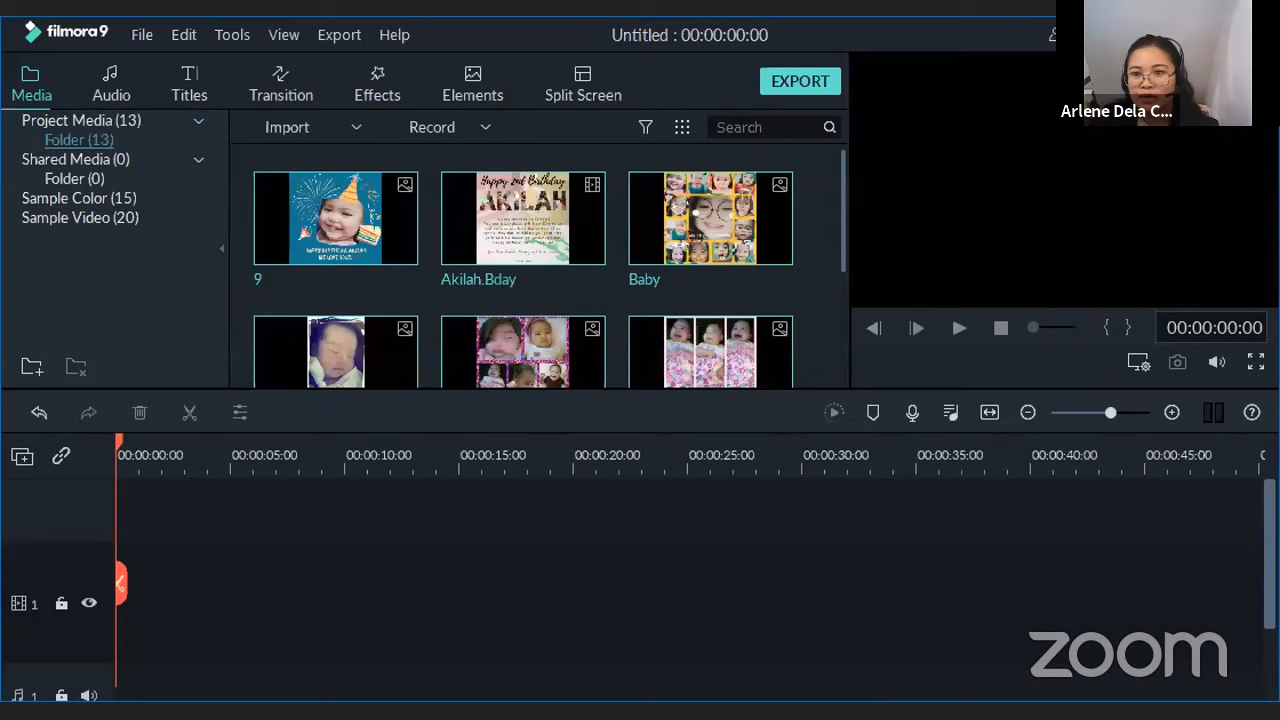 filmora9 File Edit Tools View Export Help Untitled : 00:00:00:00
Arlene Dela C...
Media Audio Titles Transition Effects Elements Split Screen EXPORT
Project Media (13)
Folder (13)
Shared Media (0)
Folder (0)
Sample Color (15)
Sample Video (20)
Import Record Search
Happy 2nd Birthday
AKILAH
9 Akilah.Bday Baby
00:00:00:00
00:00:00:00 00:00:05:00 00:00:10:00 00:00:15:00 00:00:20:00 00:00:25:00 00:00:30:00 00:00:35:00 00:00:40:00 00:00:45:00
1
1
zoom